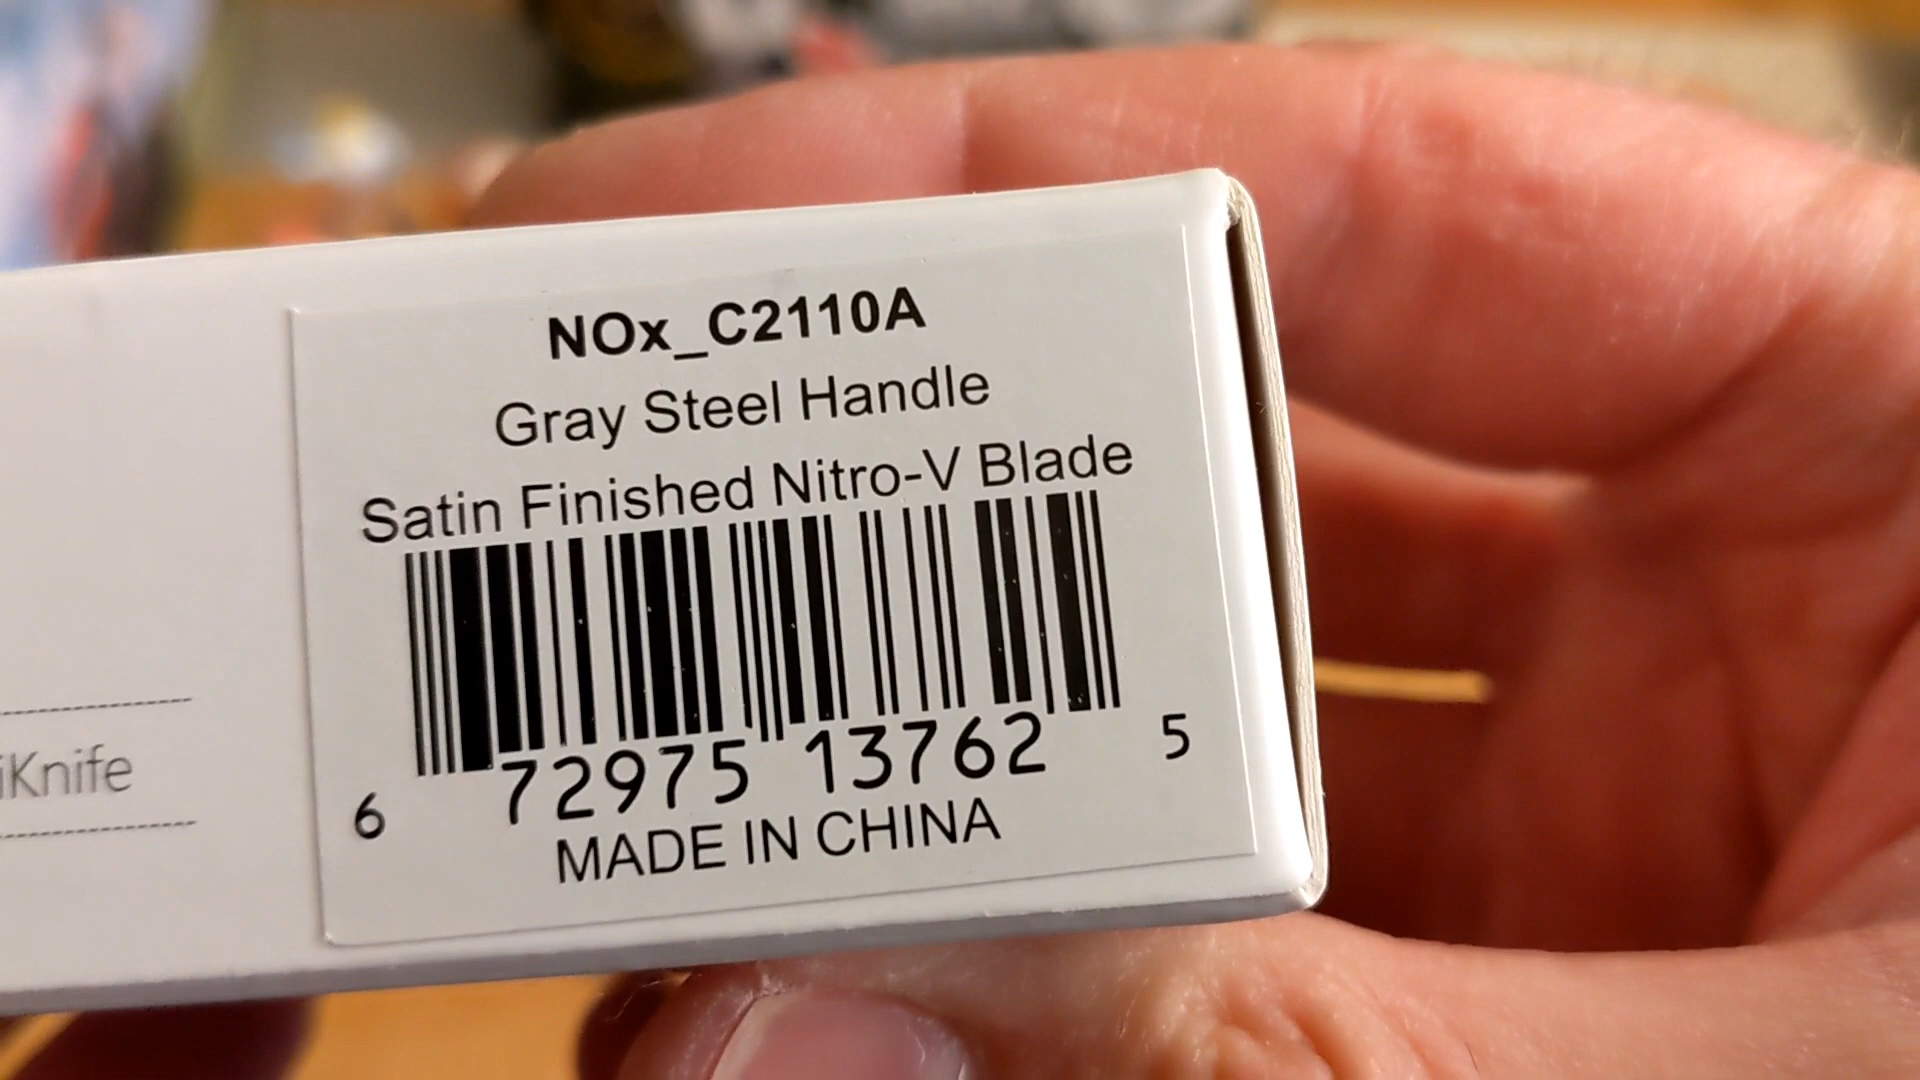 NOx_C2110A
Gray Steel Handle
Satin Finished Nitro-V Blade
6 72975 13762 5
MADE IN CHINA
iKnife